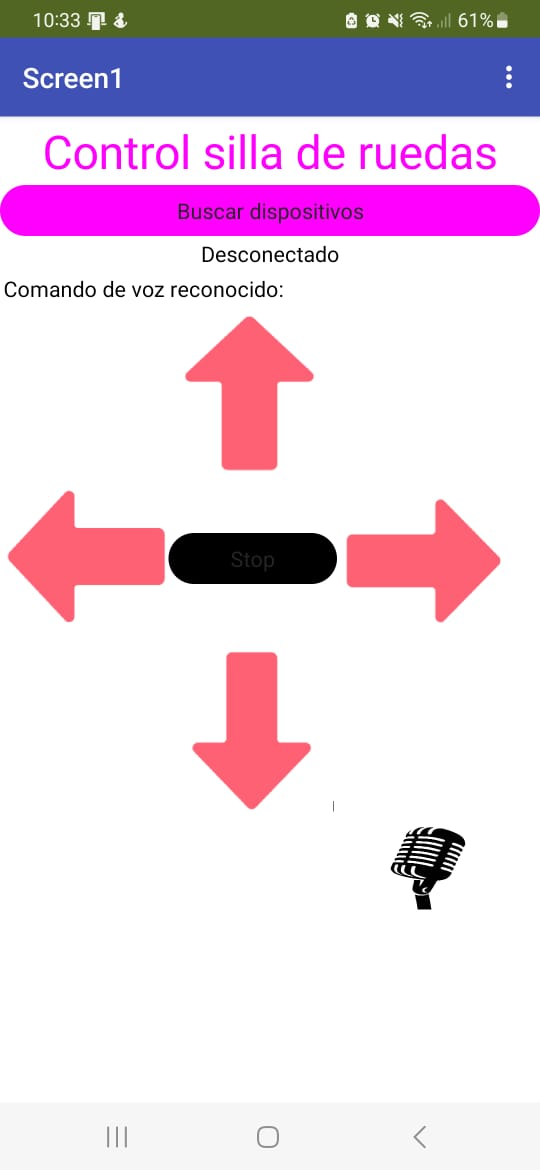 10:33 61%
Screen1
Control silla de ruedas
Buscar dispositivos
Desconectado
Comando de voz reconocido:
Stop